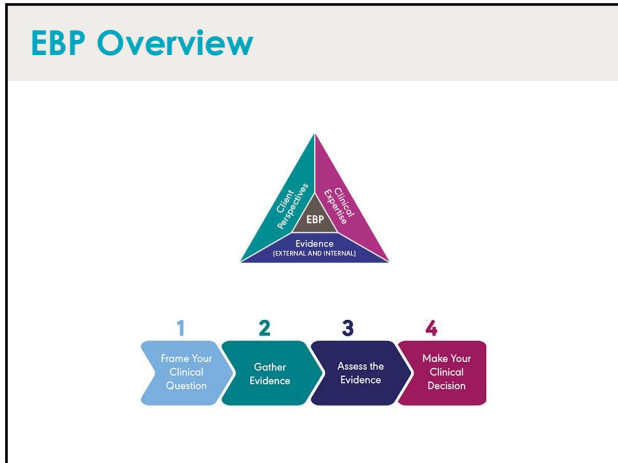 EBP Overview
Client
Perspectives
Clinical
Expertise
EBP
Evidence
(EXTERNAL AND INTERNAL)
1
2
3
4
Frame Your
Clinical
Question
Gather
Evidence
Assess the
Evidence
Make Your
Clinical
Decision